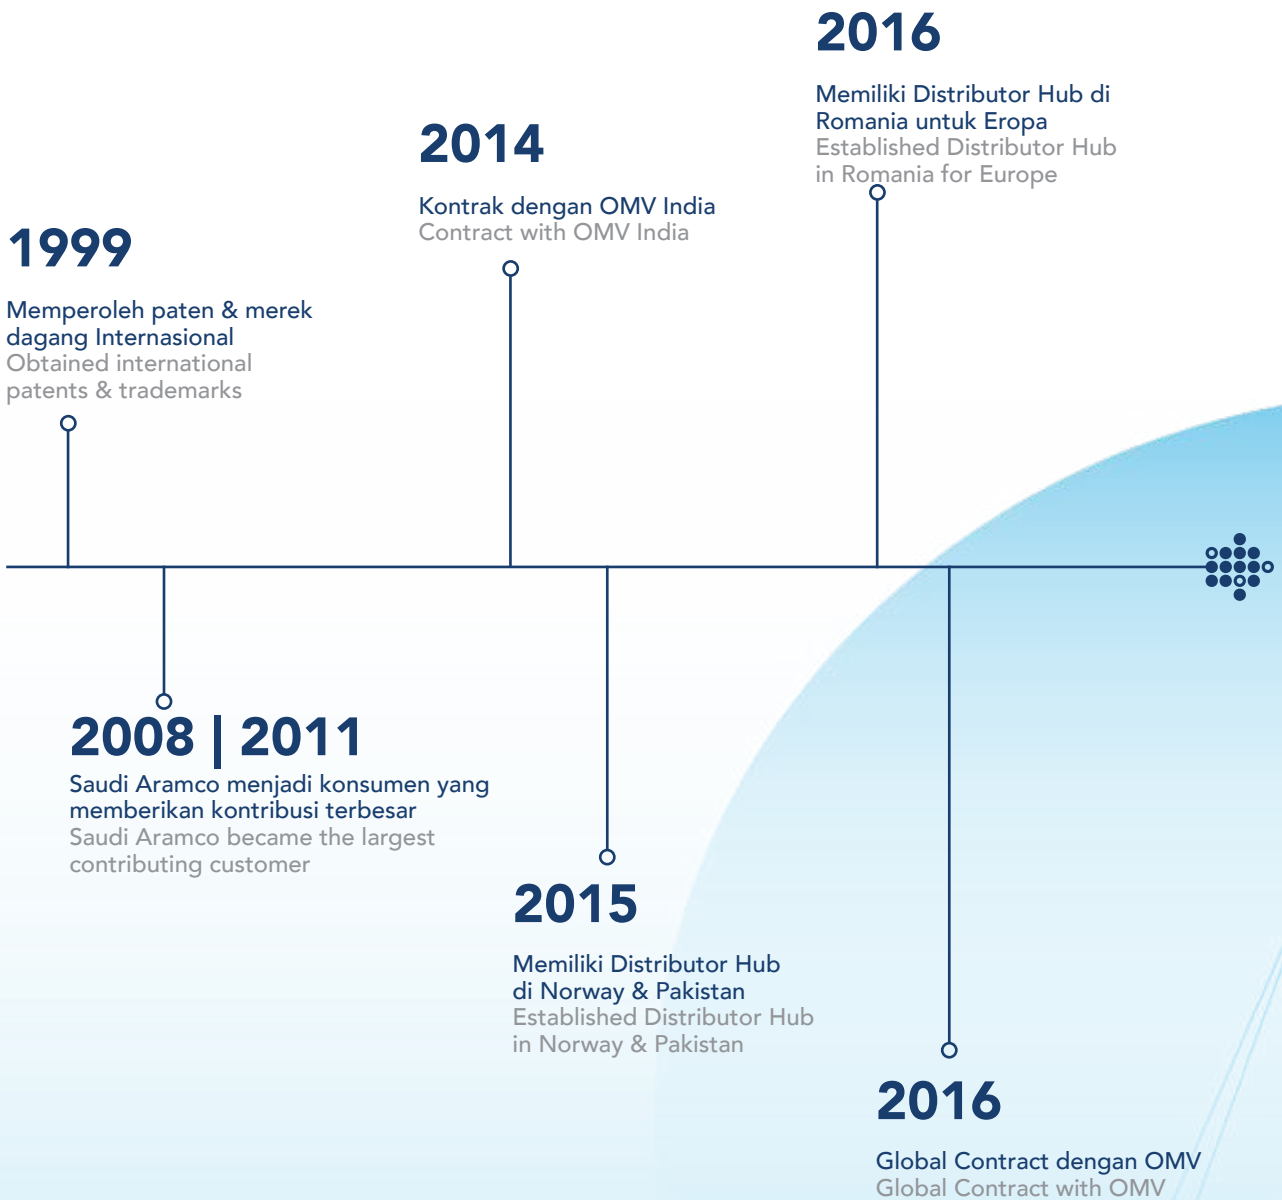 1999
Memperoleh paten & merek
dagang Internasional
Obtained international
patents & trademarks
2008 | 2011
Saudi Aramco menjadi konsumen yang
memberikan kontribusi terbesar
Saudi Aramco became the largest
contributing customer
2014
Kontrak dengan OMV India
Contract with OMV India
2015
Memiliki Distributor Hub
di Norway & Pakistan
Established Distributor Hub
in Norway & Pakistan
2016
Memiliki Distributor Hub di
Romania untuk Eropa
Established Distributor Hub
in Romania for Europe
2016
Global Contract dengan OMV
Global Contract with OMV